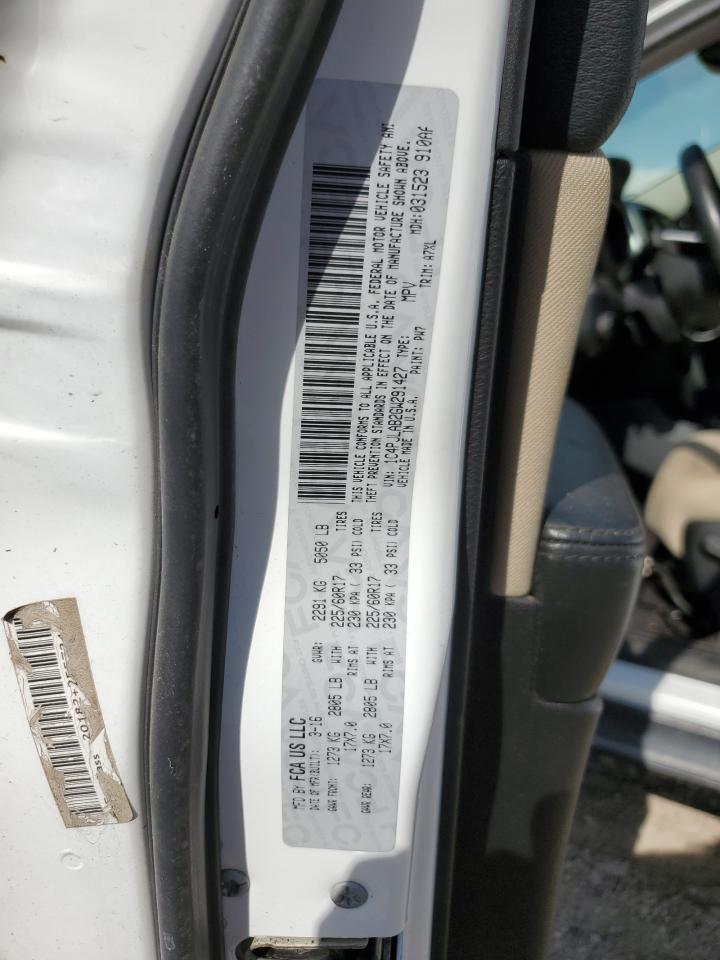 MFD BY FCA US LLC
DATE OF MFR(BUILT): 3-16 GVWR: 2291 KG 5050 LB
GAWR FRONT: 1273 KG 2805 LB WITH 225/60R17 TIRES
17X7.0 RIMS AT 230 KPA ( 33 PSI) COLD
GAWR REAR: 1273 KG 2805 LB WITH 225/60R17 TIRES
17X7.0 RIMS AT 230 KPA ( 33 PSI) COLD
THIS VEHICLE CONFORMS TO ALL APPLICABLE U.S.A. FEDERAL MOTOR VEHICLE SAFETY AND
THEFT PREVENTION STANDARDS IN EFFECT ON THE DATE OF MANUFACTURE SHOWN ABOVE.
VIN: 1C4PJLAB2GW291427 TYPE: MPV MDH:031523 910AF
VEHICLE MADE IN U.S.A. PAINT: PW7 TRIM: A7XL